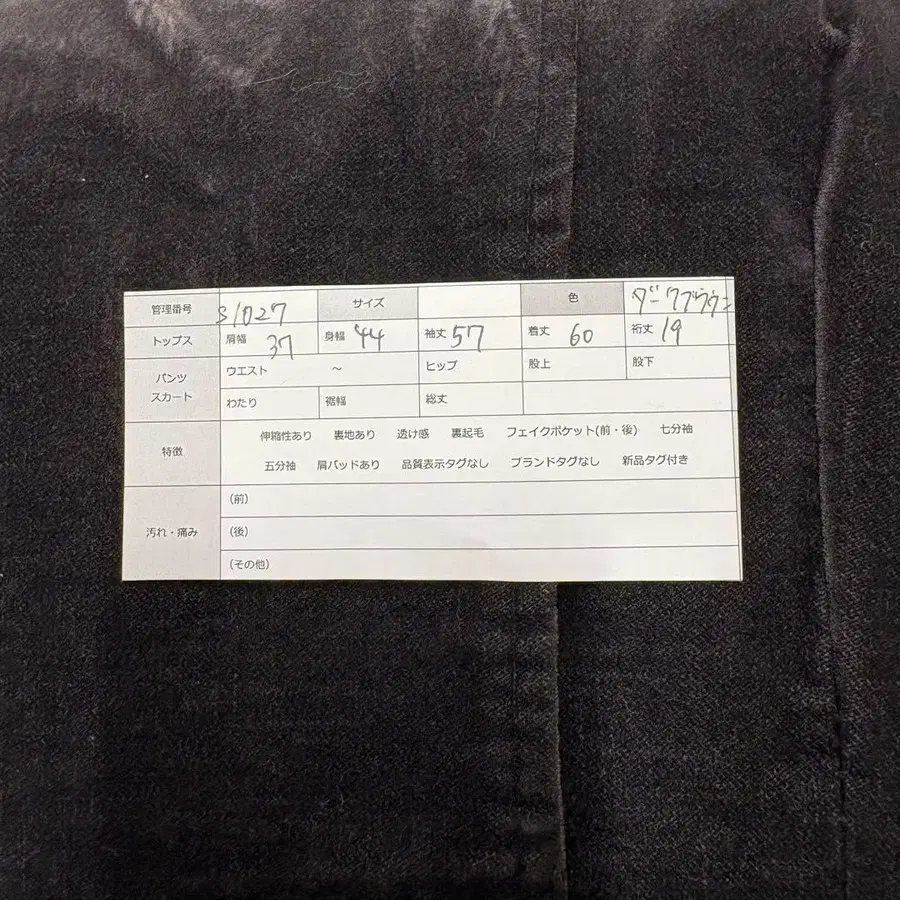 管理番号 S1027 サイズ 色 ダークブラウン
トップス 肩幅 37 身幅 44 袖丈 57 着丈 60 裄丈 19
パンツ スカート ウエスト ～ ヒップ 股上 股下
わたり 裾幅 総丈
特徴 伸縮性あり 裏地あり 透け感 裏起毛 フェイクポケット(前・後) 七分袖
五分袖 肩パッドあり 品質表示タグなし ブランドタグなし 新品タグ付き
汚れ・痛み (前)
(後)
(その他)